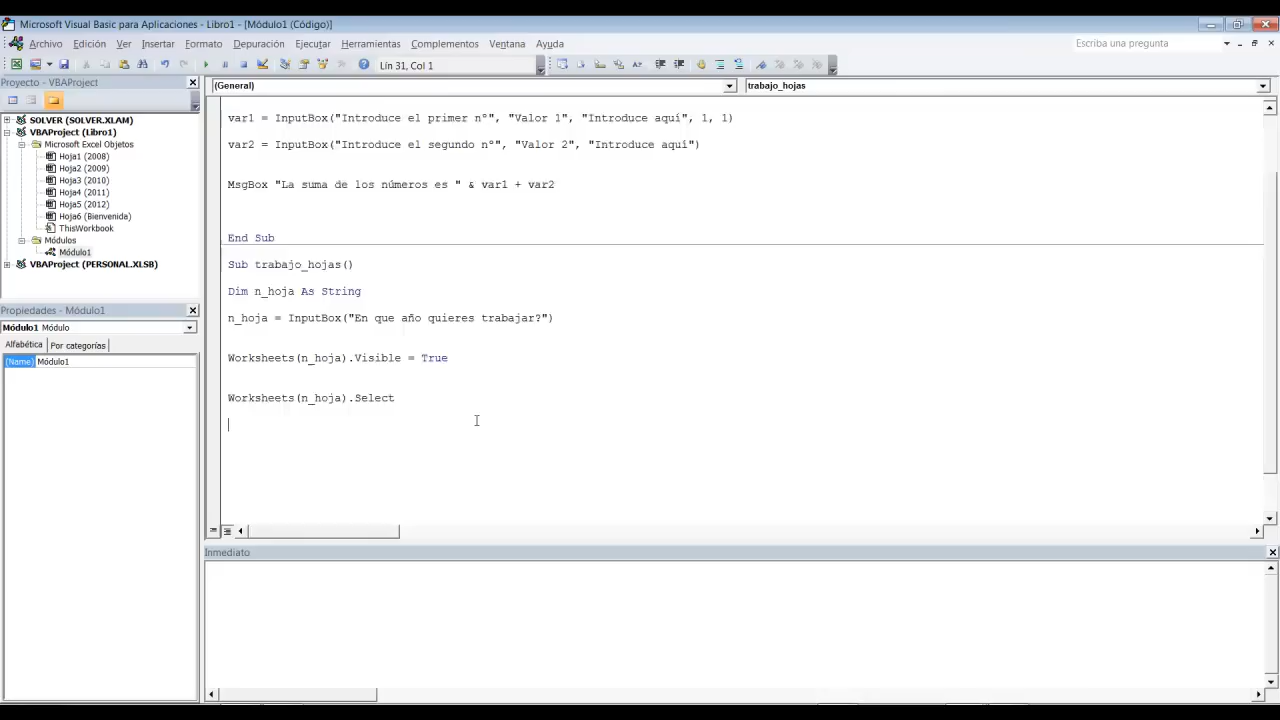 Microsoft Visual Basic para Aplicaciones - Libro1 - [Módulo1 (Código)]
Archivo Edición Ver Insertar Formato Depuración Ejecutar Herramientas Complementos Ventana Ayuda
Escriba una pregunta
Lín 31, Col 1
Proyecto - VBAProject
SOLVER (SOLVER.XLAM)
VBAProject (Libro1)
Microsoft Excel Objetos
Hoja1 (2008)
Hoja2 (2009)
Hoja3 (2010)
Hoja4 (2011)
Hoja5 (2012)
Hoja6 (Bienvenida)
ThisWorkbook
Módulos
Módulo1
VBAProject (PERSONAL.XLSB)
Propiedades - Módulo1
Módulo1 Módulo
Alfabética Por categorías
(Name) Módulo1
(General) trabajo_hojas
var1 = InputBox("Introduce el primer nº", "Valor 1", "Introduce aquí", 1, 1)
var2 = InputBox("Introduce el segundo nº", "Valor 2", "Introduce aquí")
MsgBox "La suma de los números es " & var1 + var2
End Sub
Sub trabajo_hojas()
Dim n_hoja As String
n_hoja = InputBox("En que año quieres trabajar?")
Worksheets(n_hoja).Visible = True
Worksheets(n_hoja).Select
Inmediato